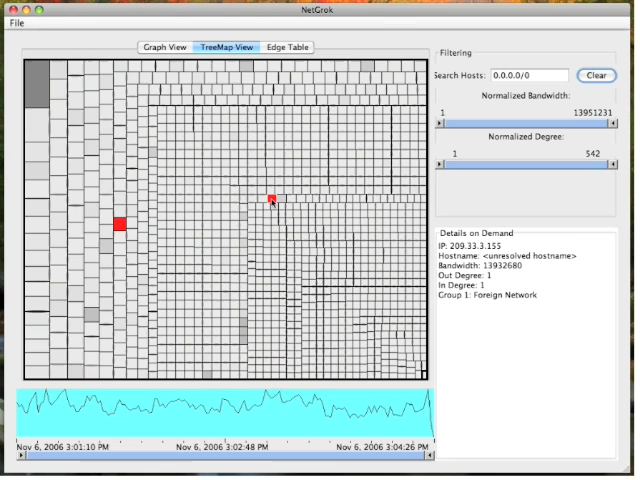 NetGrok
File
Graph View TreeMap View Edge Table
Filtering
Search Hosts: 0.0.0.0/0 Clear
Normalized Bandwidth:
1 13951231
Normalized Degree:
1 542
Details on Demand
IP: 209.33.3.155
Hostname: <unresolved hostname>
Bandwidth: 13932680
Out Degree: 1
In Degree: 1
Group 1: Foreign Network
Nov 6, 2006 3:01:10 PM Nov 6, 2006 3:02:48 PM Nov 6, 2006 3:04:26 PM